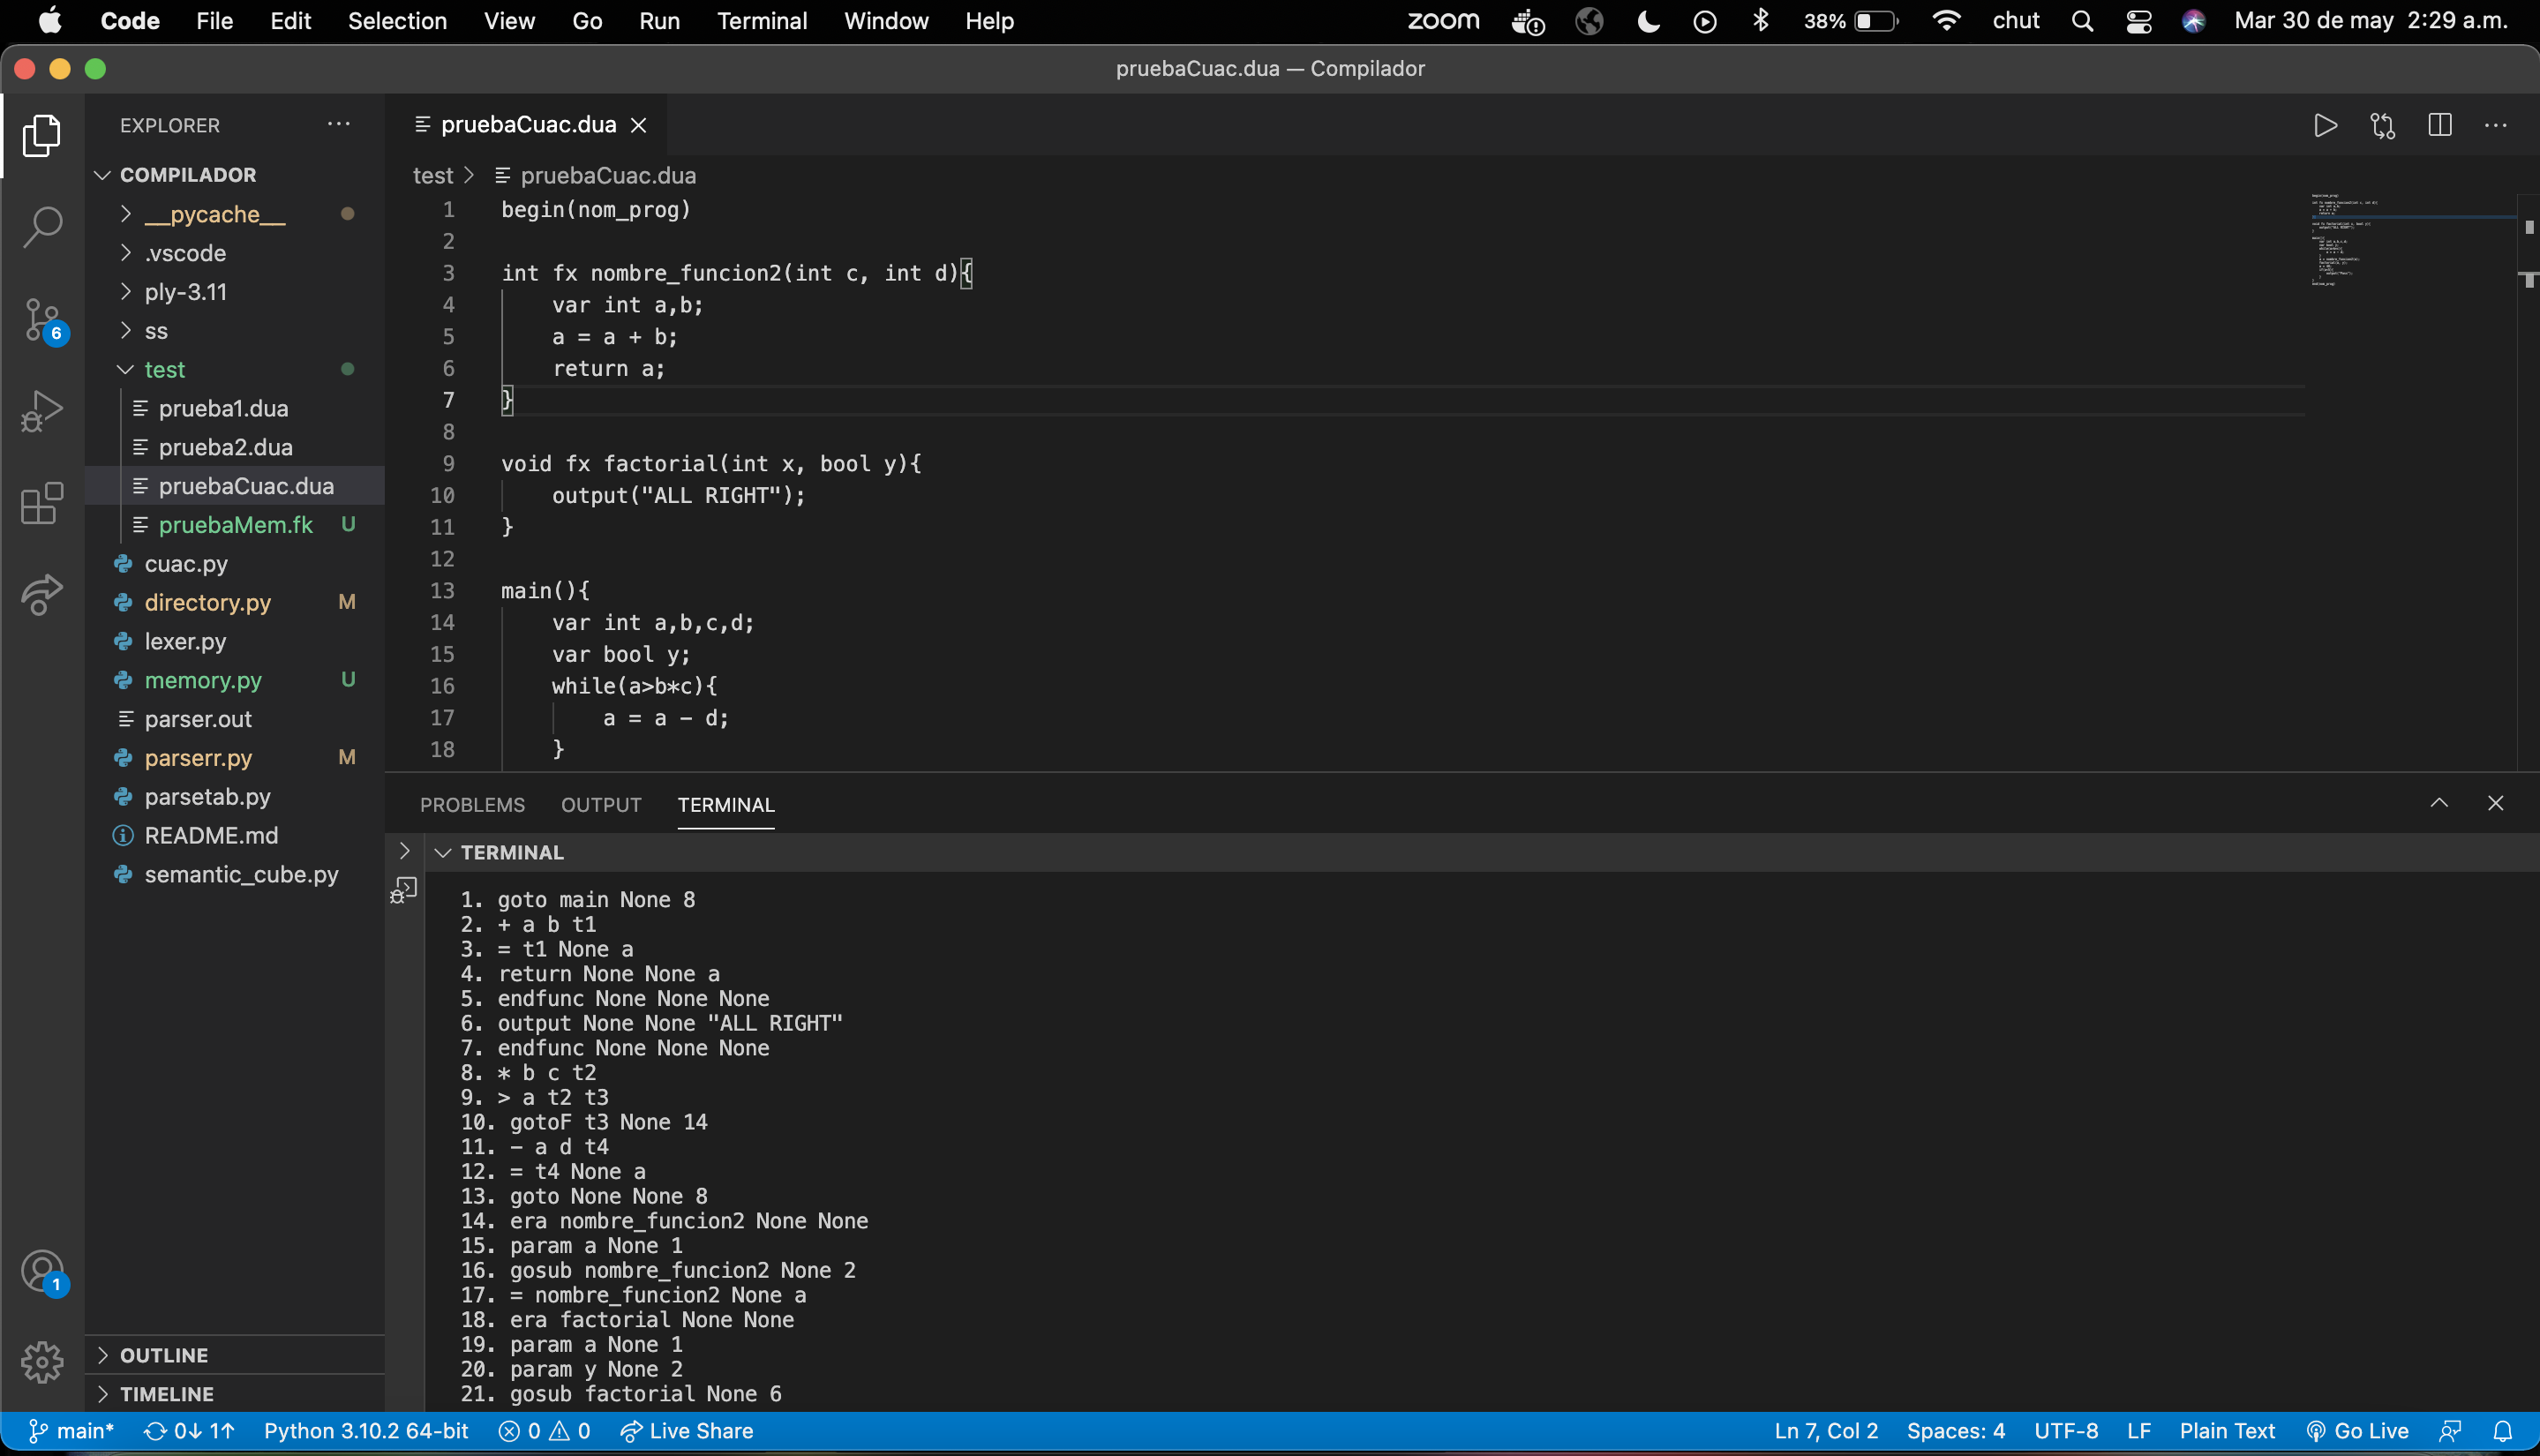 Code File Edit Selection View Go Run Terminal Window Help zoom 38% chut Mar 30 de may 2:29 a.m.
pruebaCuac.dua — Compilador
EXPLORER
COMPILADOR
__pycache__
.vscode
ply-3.11
ss
test
prueba1.dua
prueba2.dua
pruebaCuac.dua
pruebaMem.fk U
cuac.py
directory.py M
lexer.py
memory.py U
parser.out
parserr.py M
parsetab.py
README.md
semantic_cube.py
OUTLINE
TIMELINE
6
1
pruebaCuac.dua
test > pruebaCuac.dua
1 begin(nom_prog)
2
3 int fx nombre_funcion2(int c, int d){
4 var int a,b;
5 a = a + b;
6 return a;
7 }
8
9 void fx factorial(int x, bool y){
10 output("ALL RIGHT");
11 }
12
13 main(){
14 var int a,b,c,d;
15 var bool y;
16 while(a>b*c){
17 a = a - d;
18 }
PROBLEMS OUTPUT TERMINAL
TERMINAL
1. goto main None 8
2. + a b t1
3. = t1 None a
4. return None None a
5. endfunc None None None
6. output None None "ALL RIGHT"
7. endfunc None None None
8. * b c t2
9. > a t2 t3
10. gotoF t3 None 14
11. - a d t4
12. = t4 None a
13. goto None None 8
14. era nombre_funcion2 None None
15. param a None 1
16. gosub nombre_funcion2 None 2
17. = nombre_funcion2 None a
18. era factorial None None
19. param a None 1
20. param y None 2
21. gosub factorial None 6
main* 0↓ 1↑ Python 3.10.2 64-bit 0 0 Live Share Ln 7, Col 2 Spaces: 4 UTF-8 LF Plain Text Go Live